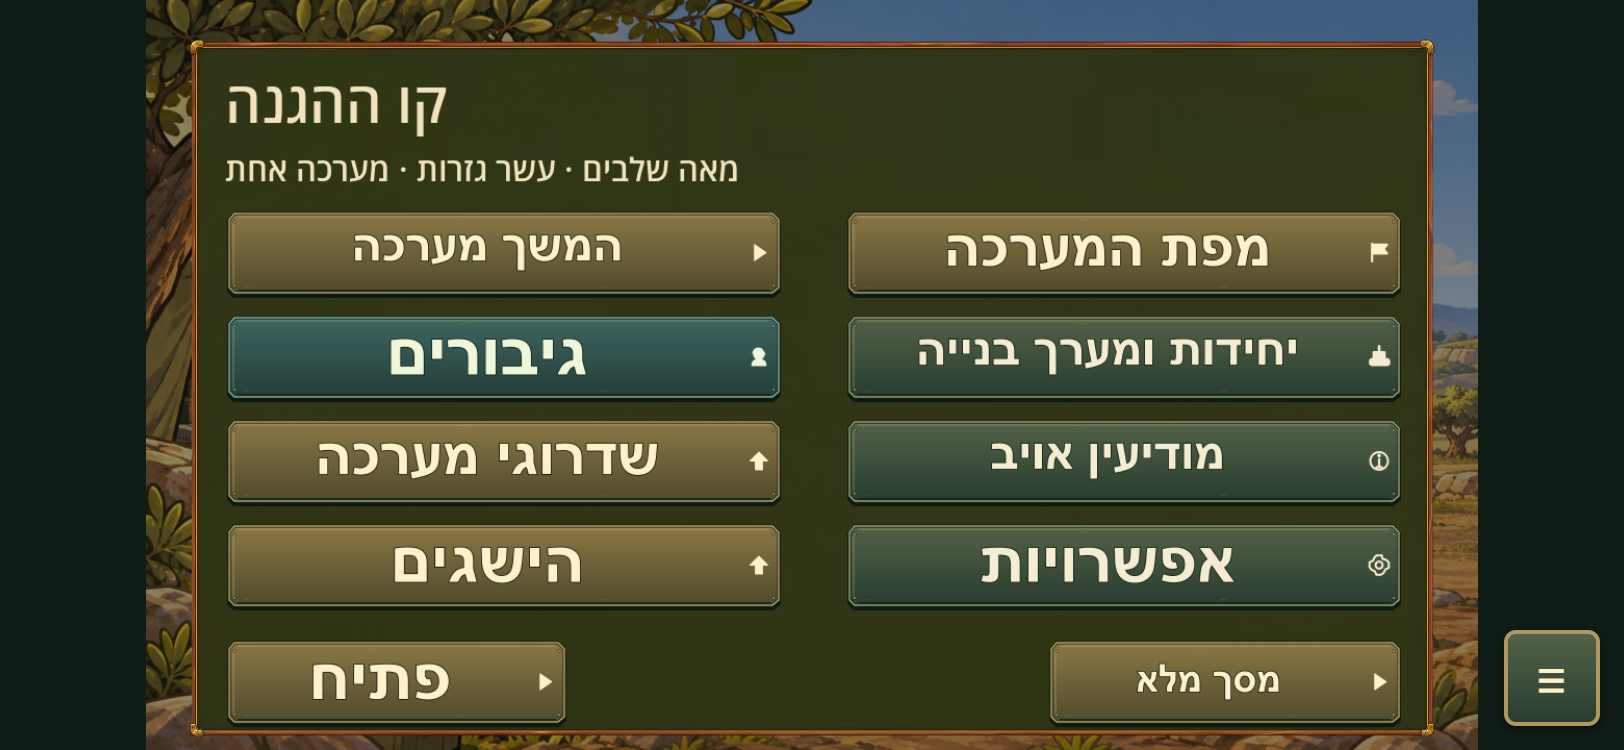 קו ההגנה
מאה שלבים · עשר גזרות · מערכה אחת
מפת המערכה
המשך מערכה
יחידות ומערך בנייה
גיבורים
מודיעין אויב
שדרוגי מערכה
אפשרויות
הישגים
מסך מלא
פתיח